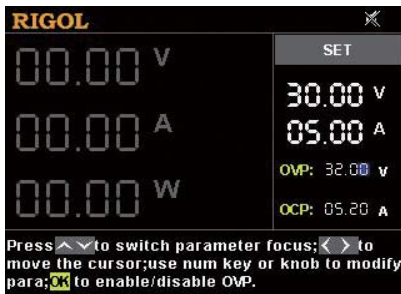 RIGOL
00.00 V
00.00 A
00.00 W
SET
30.00 V
05.00 A
OVP: 32.00 V
OCP: 05.20 A
Press to switch parameter focus; < > to
move the cursor;use num key or knob to modify
para;OK to enable/disable OVP.